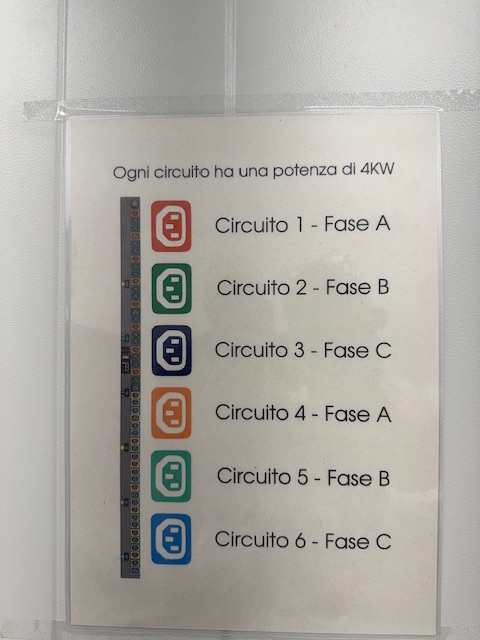 Ogni circuito ha una potenza di 4KW
Circuito 1 - Fase A
Circuito 2 - Fase B
Circuito 3 - Fase C
Circuito 4 - Fase A
Circuito 5 - Fase B
Circuito 6 - Fase C